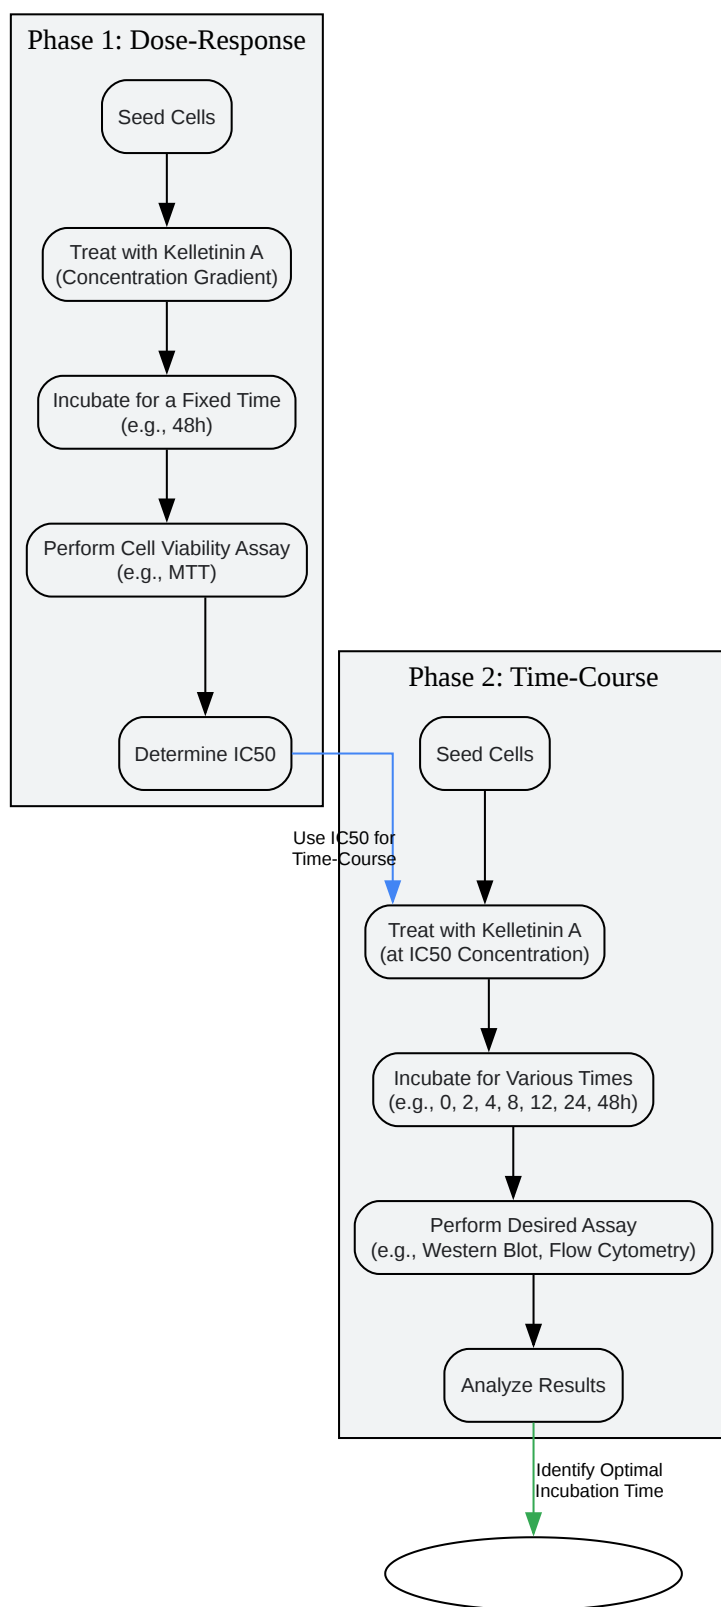 Phase 1: Dose-Response
Seed Cells
Treat with Kelletinin A
(Concentration Gradient)
Incubate for a Fixed Time
(e.g., 48h)
Perform Cell Viability Assay
(e.g., MTT)
Determine IC50
Use IC50 for
Time-Course
Phase 2: Time-Course
Seed Cells
Treat with Kelletinin A
(at IC50 Concentration)
Incubate for Various Times
(e.g., 0, 2, 4, 8, 12, 24, 48h)
Perform Desired Assay
(e.g., Western Blot, Flow Cytometry)
Analyze Results
Identify Optimal
Incubation Time